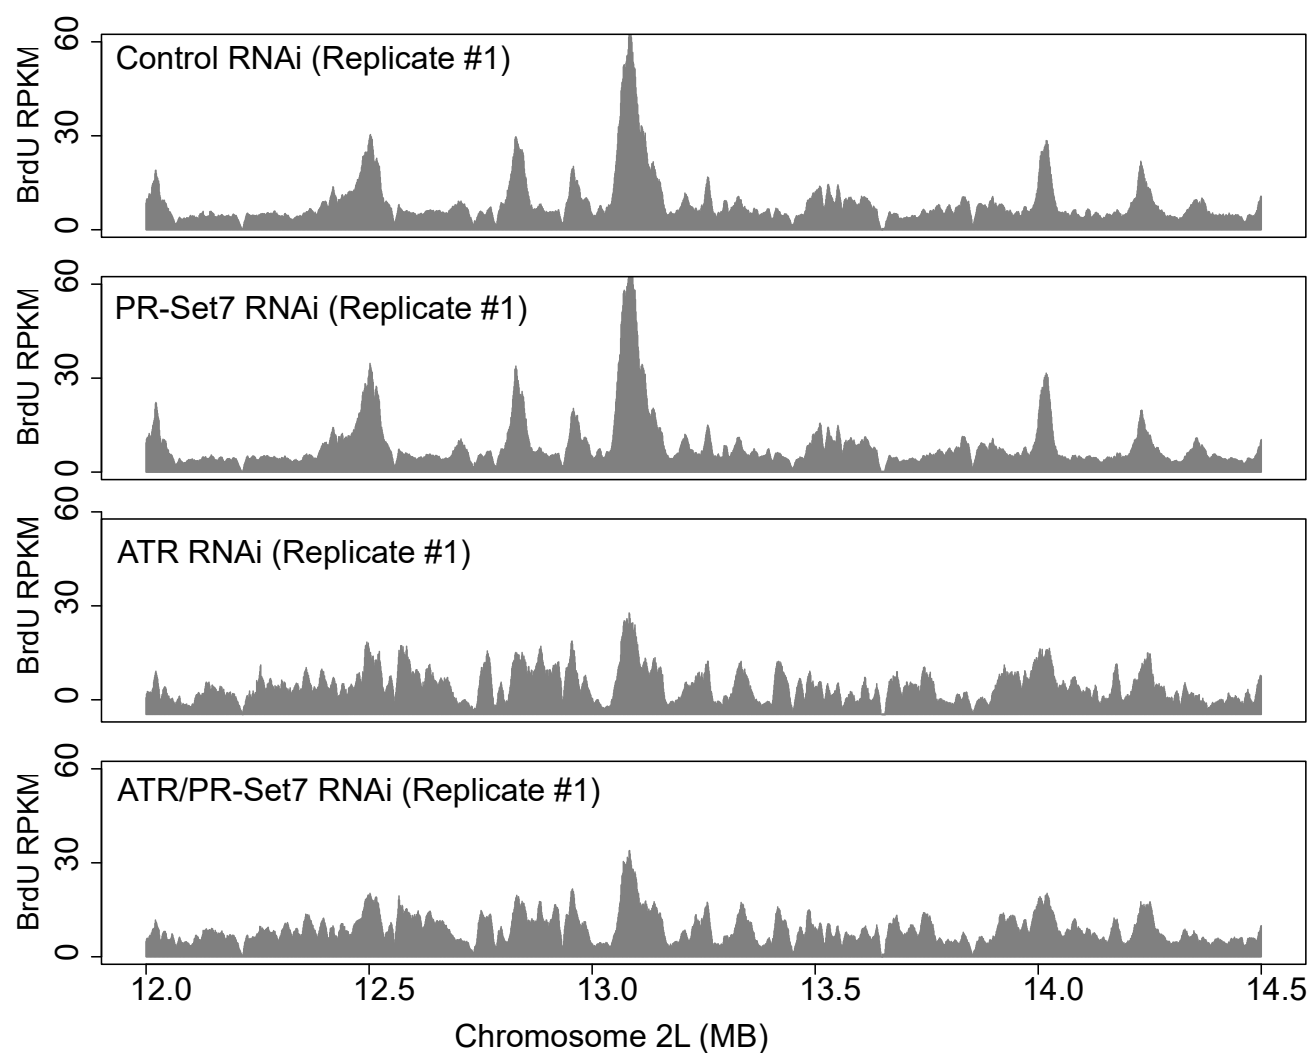 Control RNAi (Replicate #1)
BrdU RPKM
60
30
0
PR-Set7 RNAi (Replicate #1)
BrdU RPKM
60
30
0
ATR RNAi (Replicate #1)
BrdU RPKM
60
30
0
ATR/PR-Set7 RNAi (Replicate #1)
BrdU RPKM
60
30
0
12.0 12.5 13.0 13.5 14.0 14.5
Chromosome 2L (MB)